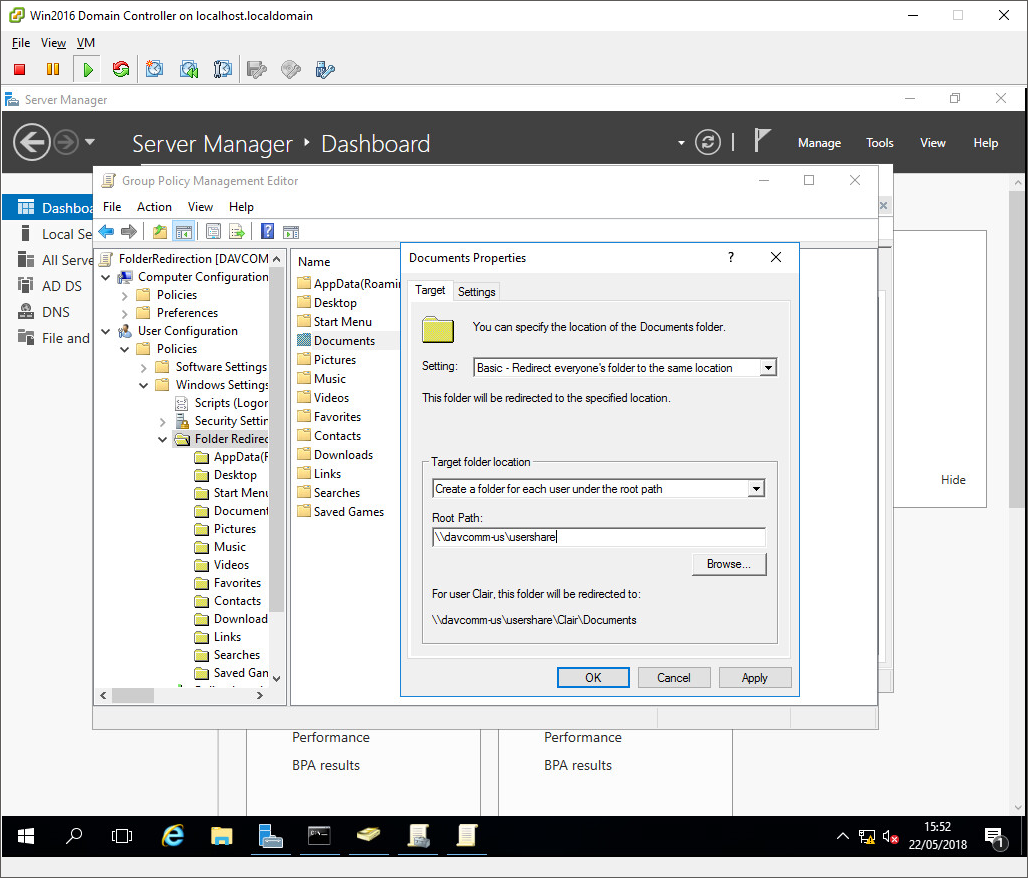 Win2016 Domain Controller on localhost.localdomain
File View VM
Server Manager
Server Manager • Dashboard
Manage Tools View Help
Dashboa
Local Se
All Serve
AD DS
DNS
File and
Group Policy Management Editor
File Action View Help
FolderRedirection [DAVCOM
Computer Configuration
Policies
Preferences
User Configuration
Policies
Software Settings
Windows Settings
Scripts (Logor
Security Settin
Folder Redirec
AppData(R
Desktop
Start Menu
Document
Pictures
Music
Videos
Favorites
Contacts
Download
Links
Searches
Saved Gan
Name
AppData(Roamin
Desktop
Start Menu
Documents
Pictures
Music
Videos
Favorites
Contacts
Downloads
Links
Searches
Saved Games
Documents Properties
?
Target Settings
You can specify the location of the Documents folder.
Setting: Basic - Redirect everyone's folder to the same location
This folder will be redirected to the specified location.
Target folder location
Create a folder for each user under the root path
Root Path:
\\davcomm-us\usershare
Browse...
For user Clair, this folder will be redirected to:
\\davcomm-us\usershare\Clair\Documents
OK Cancel Apply
Hide
Performance
BPA results
Performance
BPA results
15:52
22/05/2018
1